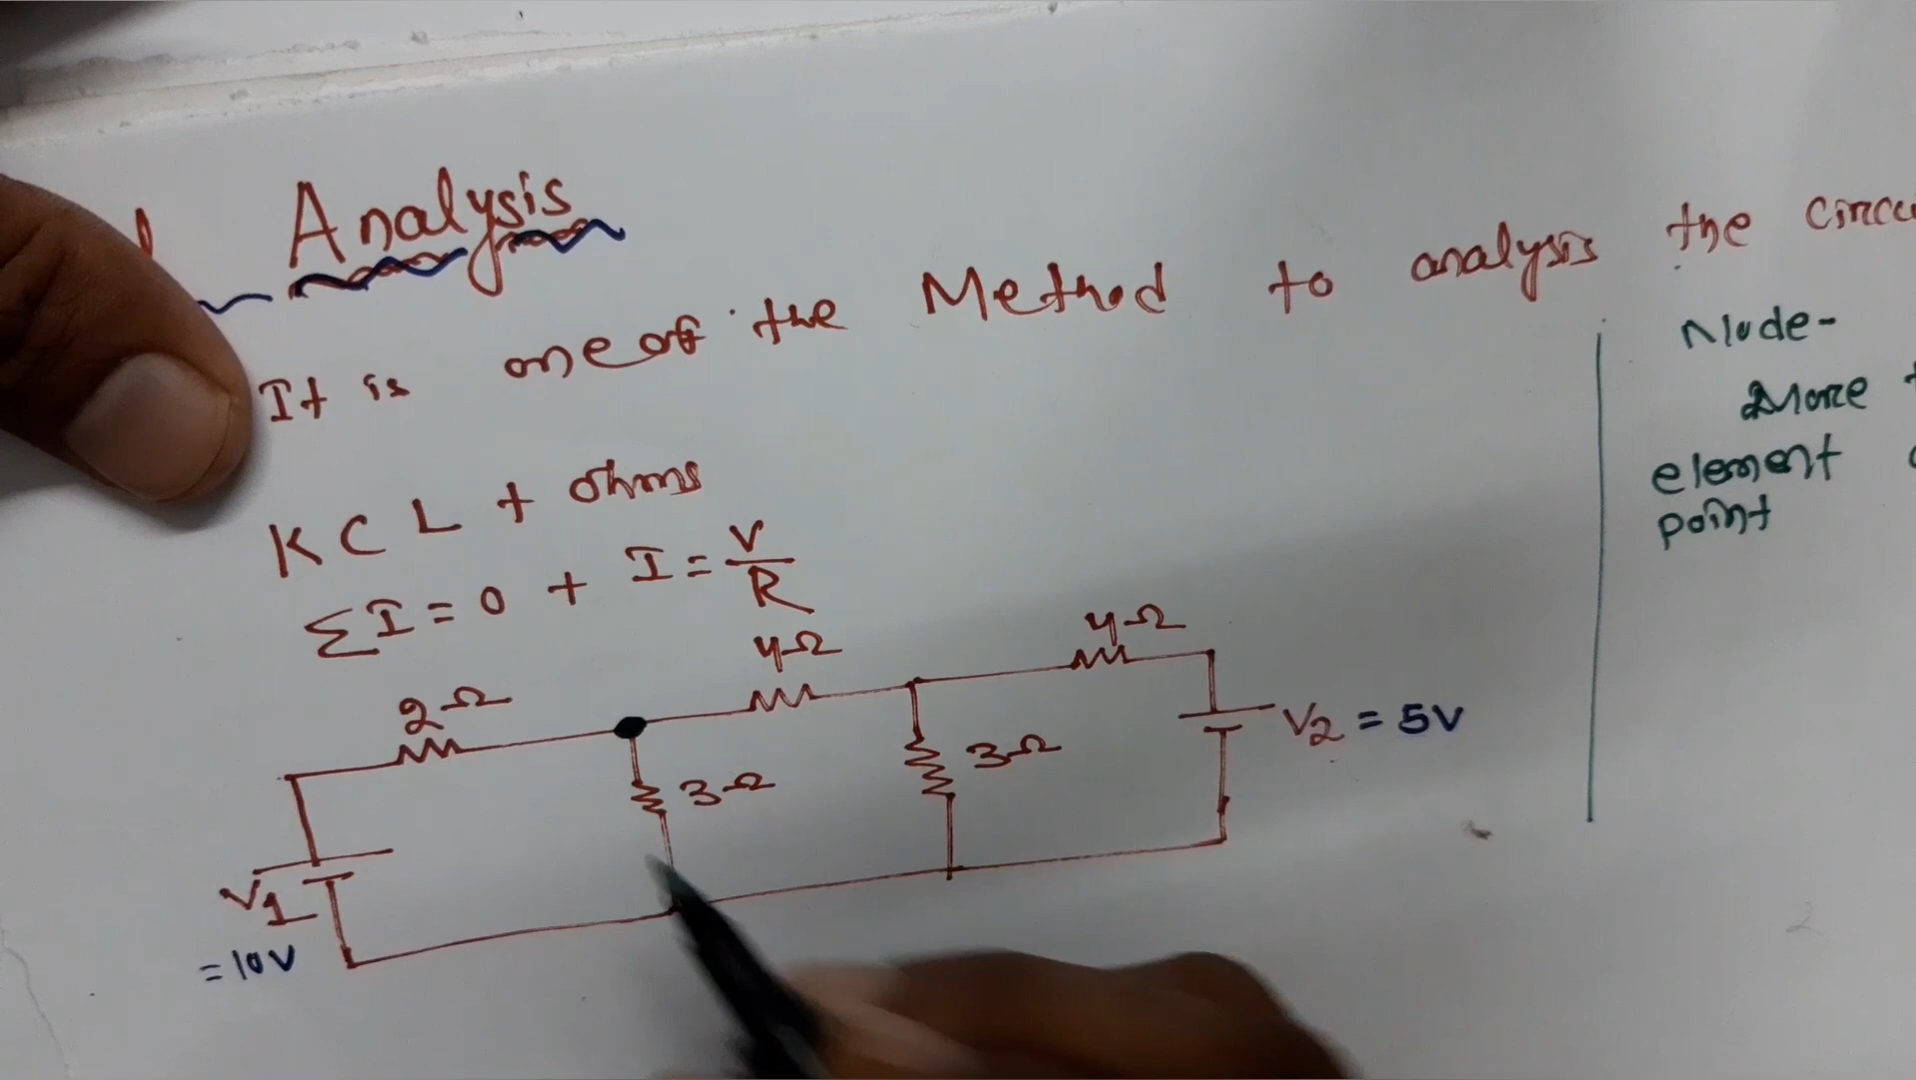 Analysis
It is one of the Method to analysis the
KCL + ohms
ΣI = 0 + I = V/R
Node-
More
element
point
2Ω
4Ω
4Ω
3Ω
3Ω
V1
= 10V
V2 = 5V